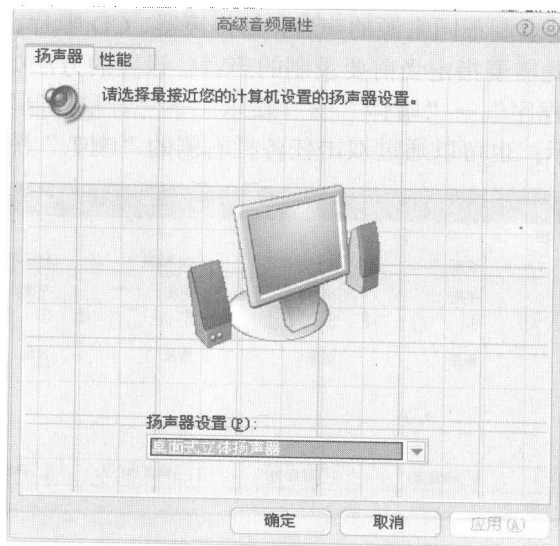 高级音频属性
扬声器 性能
请选择最接近您的计算机设置的扬声器设置。
扬声器设置(P):
桌面式立体扬声器
确定 取消 应用(A)